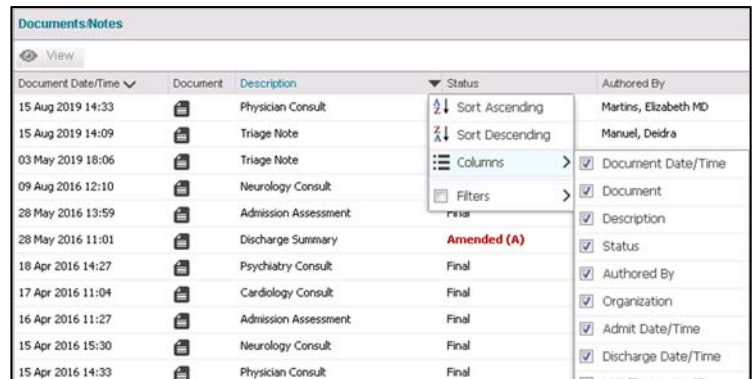 Documents/Notes
View
Document Date/Time Document Description Status Authored By
15 Aug 2019 14:33 Physician Consult Sort Ascending Martins, Elizabeth MD
15 Aug 2019 14:09 Triage Note Sort Descending Manuel, Deidra
03 May 2019 18:06 Triage Note Columns Document Date/Time
09 Aug 2016 12:10 Neurology Consult Filters Document
28 May 2016 13:59 Admission Assessment Final Description
28 May 2016 11:01 Discharge Summary Amended (A) Status
18 Apr 2016 14:27 Psychiatry Consult Final Authored By
17 Apr 2016 11:04 Cardiology Consult Final Organization
16 Apr 2016 11:27 Admission Assessment Final Admit Date/Time
15 Apr 2016 15:30 Neurology Consult Final Discharge Date/Time
15 Apr 2016 14:33 Physician Consult Final